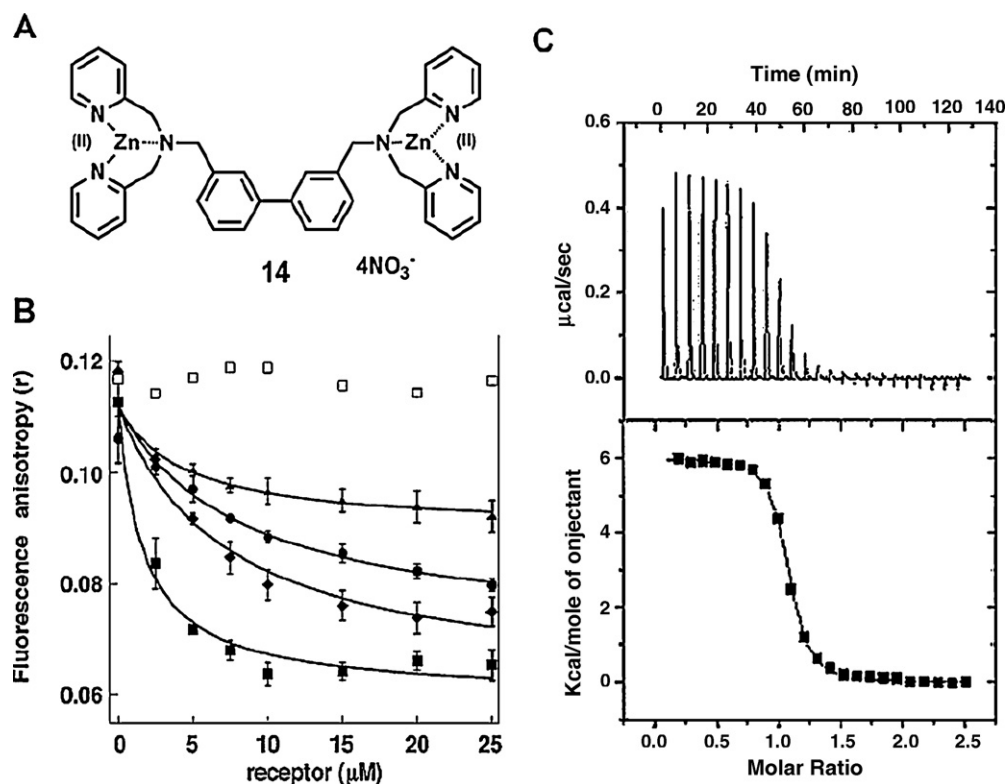 A
N
N
(II) Zn N
N Zn (II)
N
N
14 4NO₃⁻
B
Fluorescence anisotropy (r)
0.12
0.10
0.08
0.06
0 5 10 15 20 25
receptor (μM)
C
Time (min)
0 20 40 60 80 100 120 140
μcal/sec
0.6
0.4
0.2
0.0
Kcal/mole of onjectant
6
4
2
0
0.0 0.5 1.0 1.5 2.0 2.5
Molar Ratio